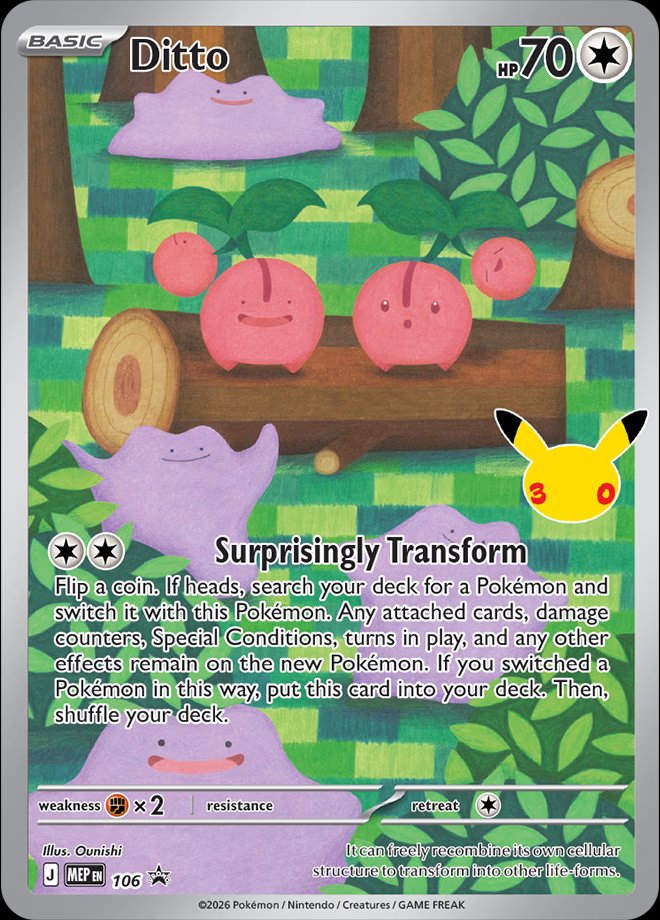 BASIC
Ditto
HP70
30
Surprisingly Transform
Flip a coin. If heads, search your deck for a Pokémon and
switch it with this Pokémon. Any attached cards, damage
counters, Special Conditions, turns in play, and any other
effects remain on the new Pokémon. If you switched a
Pokémon in this way, put this card into your deck. Then,
shuffle your deck.
weakness ×2 resistance retreat
Illus. Ounishi
It can freely recombine its own cellular
structure to transform into other life-forms.
J MEP EN 106
©2026 Pokémon / Nintendo / Creatures / GAME FREAK